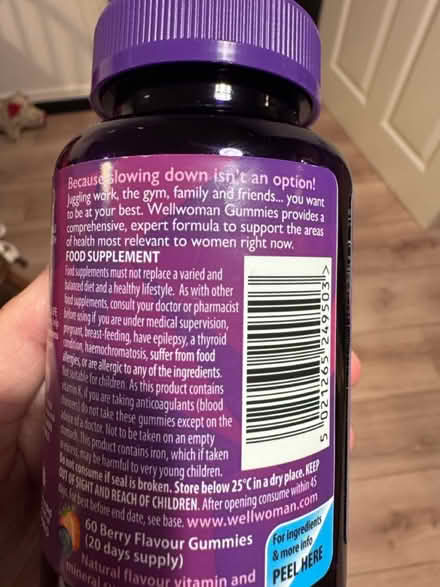 Because slowing down isn't an option!
Juggling work, the gym, family and friends... you want
to be at your best. Wellwoman Gummies provides a
comprehensive, expert formula to support the areas
of health most relevant to women right now.
FOOD SUPPLEMENT
Food supplements must not replace a varied and
balanced diet and a healthy lifestyle. As with other
food supplements, consult your doctor or pharmacist
before using if you are under medical supervision,
pregnant, breast-feeding, have epilepsy, a thyroid
condition, haemochromatosis, suffer from food
allergies, or are allergic to any of the ingredients.
Not suitable for children. As this product contains
vitamin K, if you are taking anticoagulants (blood
thinners) do not take these gummies except on the
advice of a doctor. Not to be taken on an empty
stomach. This product contains iron, which if taken
in excess, may be harmful to very young children.
Do not consume if seal is broken. Store below 25°C in a dry place. KEEP
OUT OF SIGHT AND REACH OF CHILDREN. After opening consume within 45
days. For best before end date, see base. www.wellwoman.com
60 Berry Flavour Gummies
(20 days supply)
Natural flavour vitamin and
mineral
5 021265 249503 >
For ingredients
& more info
PEEL HERE